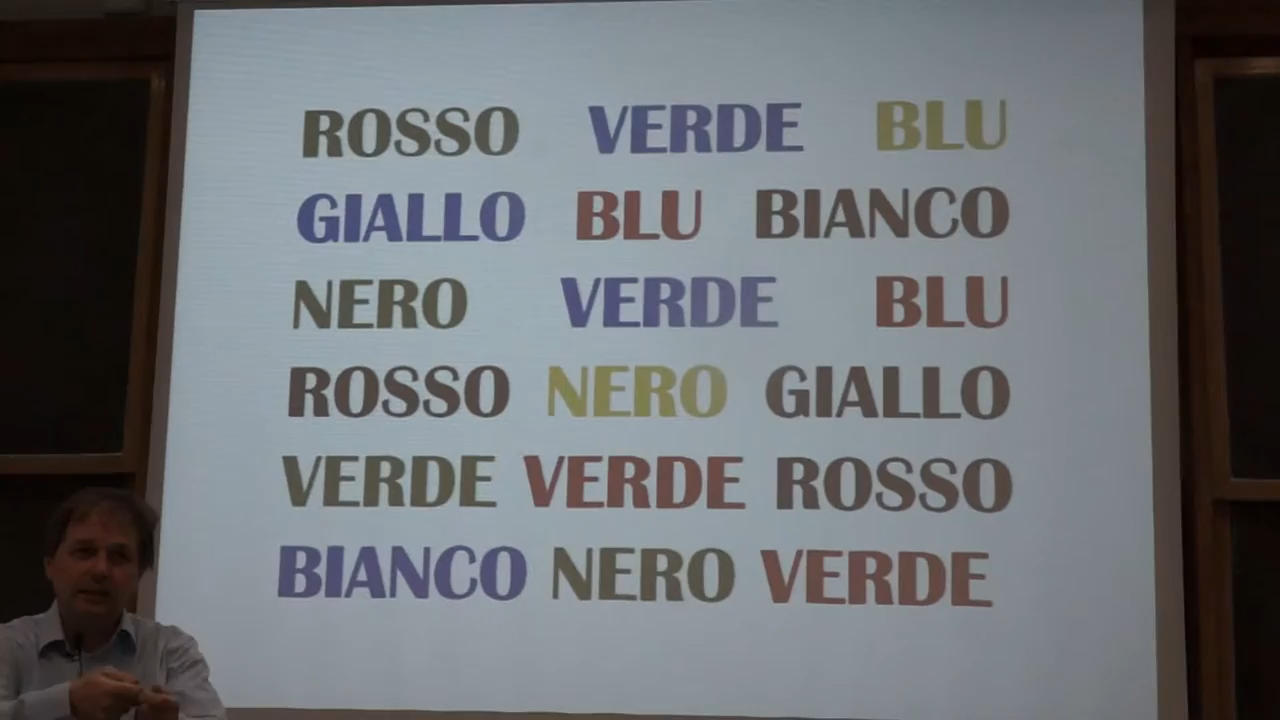 ROSSO VERDE BLU
GIALLO BLU BIANCO
NERO VERDE BLU
ROSSO NERO GIALLO
VERDE VERDE ROSSO
BIANCO NERO VERDE